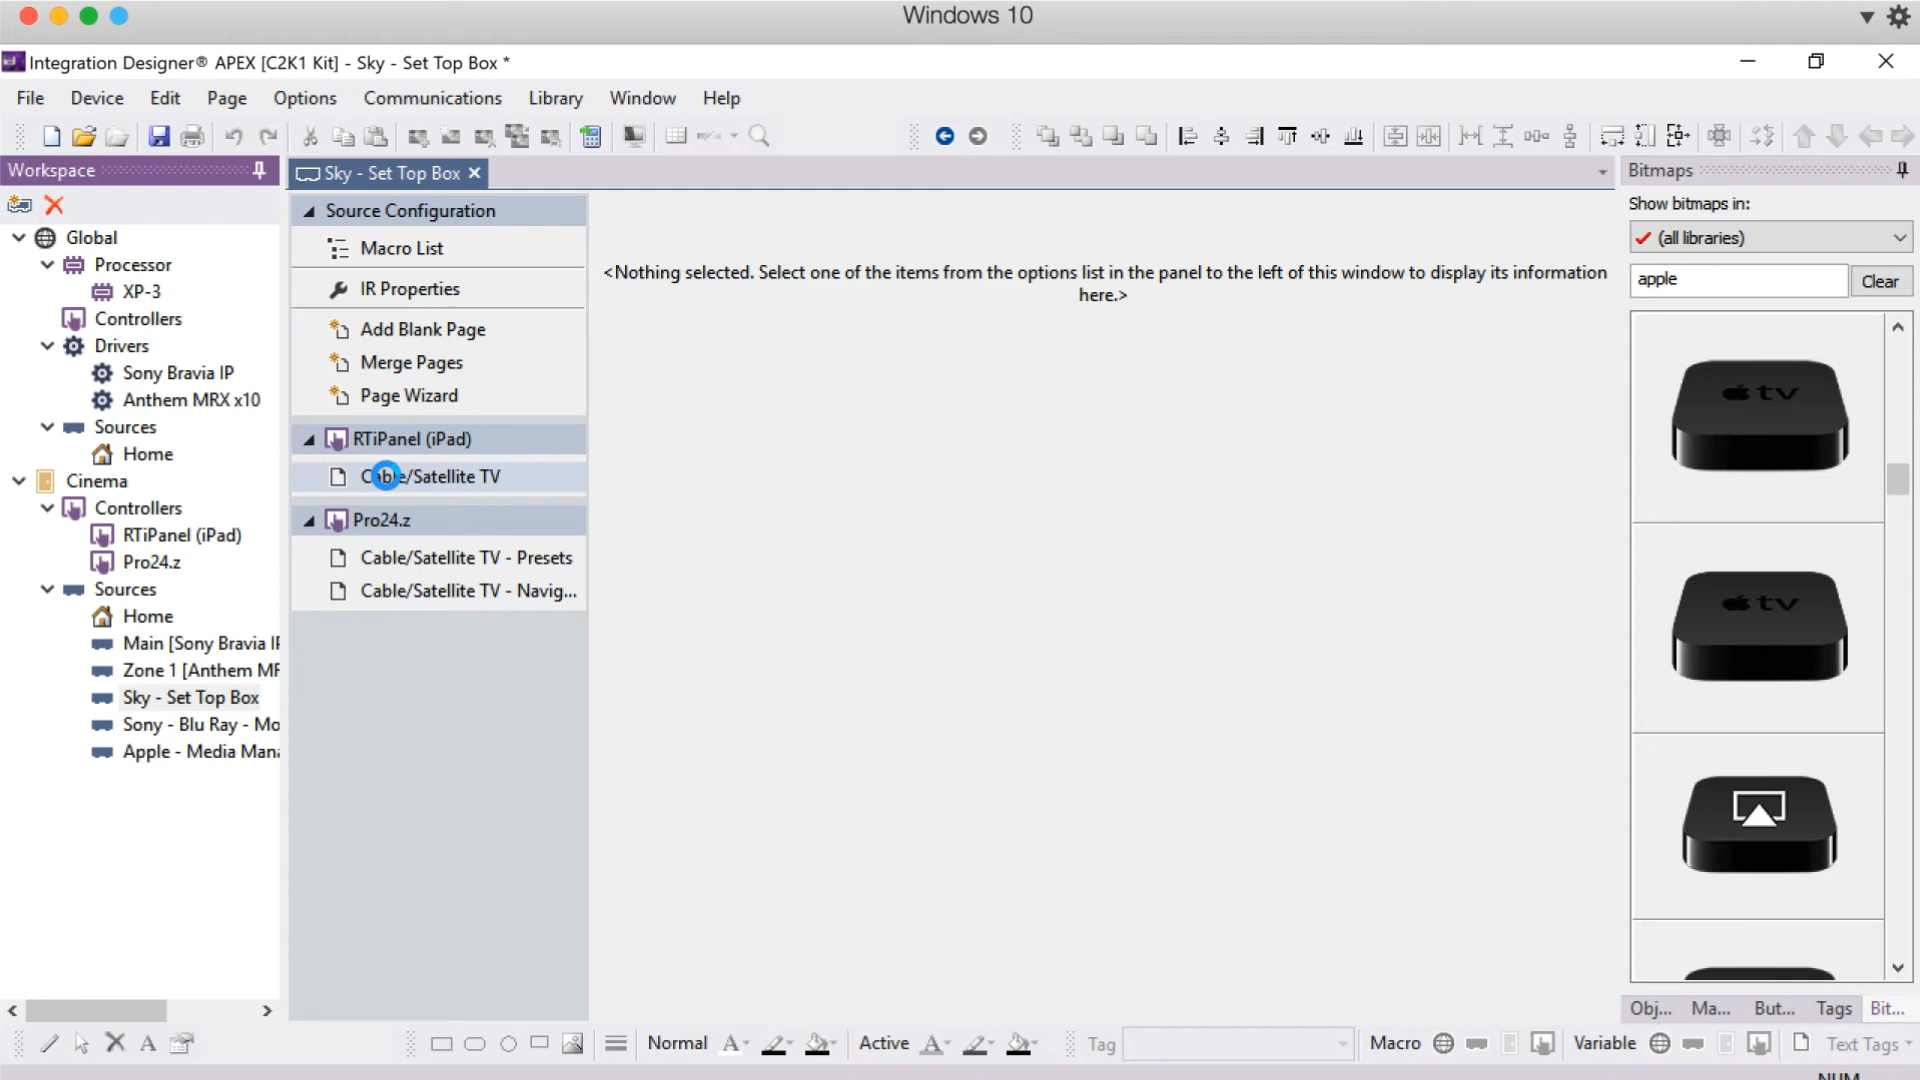 Windows 10
Integration Designer® APEX [C2K1 Kit] - Sky - Set Top Box *
File Device Edit Page Options Communications Library Window Help
Workspace
Global
Processor
XP-3
Controllers
Drivers
Sony Bravia IP
Anthem MRX x10
Sources
Home
Cinema
Controllers
RTiPanel (iPad)
Pro24.z
Sources
Home
Main [Sony Bravia IP
Zone 1 [Anthem MR
Sky - Set Top Box
Sony - Blu Ray - Mo
Apple - Media Mana
Sky - Set Top Box
Source Configuration
Macro List
IR Properties
Add Blank Page
Merge Pages
Page Wizard
RTiPanel (iPad)
Cable/Satellite TV
Pro24.z
Cable/Satellite TV - Presets
Cable/Satellite TV - Navig...
<Nothing selected. Select one of the items from the options list in the panel to the left of this window to display its information
here.>
Bitmaps
Show bitmaps in:
(all libraries)
apple
Clear
tv
tv
Obj... Ma... But... Tags Bit...
Normal Active Tag Macro Variable Text Tags
NUM